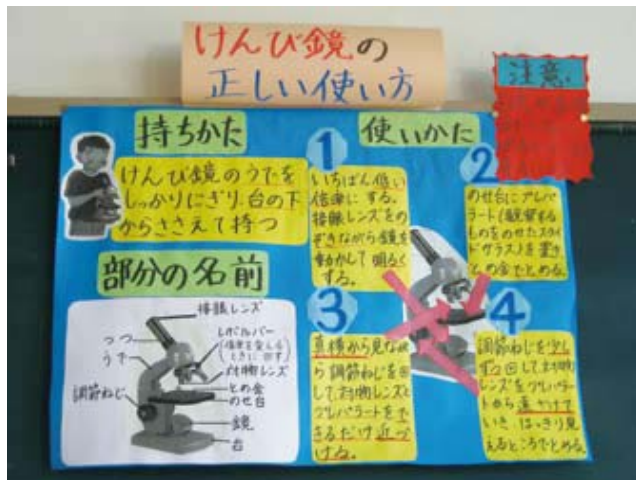 けんび鏡の
正しい使い方
注意
持ちかた
けんび鏡のうでを
しっかりにぎり、台の下
からささえて持つ
部分の名前
接眼レンズ
つつ
うで
調節ねじ
レボルバー
(倍率を変える
ときに回す)
対物レンズ
とめ金
のせ台
鏡
台
使いかた
1
いちばん低い
倍率にする。
接眼レンズをの
ぞきながら鏡を
動かして明るく
する。
2
のせ台にプレパ
ラート(観察する
ものをのせたスライ
ドガラス)を置き
とめ金でとめる。
3
真横から見なが
ら調節ねじを回
して、対物レンズと
プレパラートをで
きるだけ近づ
ける。
4
調節ねじを少し
ずつ回して、対物
レンズをプレパラー
トから遠ざけて
いき、はっきり見
えるところでとめる。